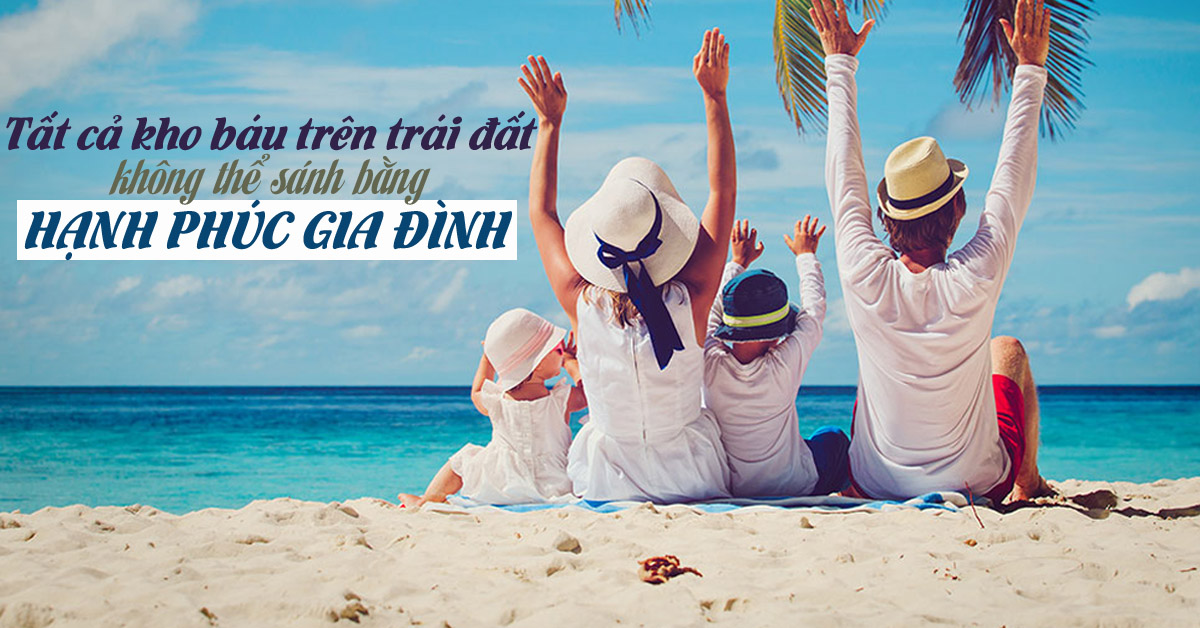 Tất cả kho báu trên trái đất
không thể sánh bằng
HẠNH PHÚC GIA ĐÌNH